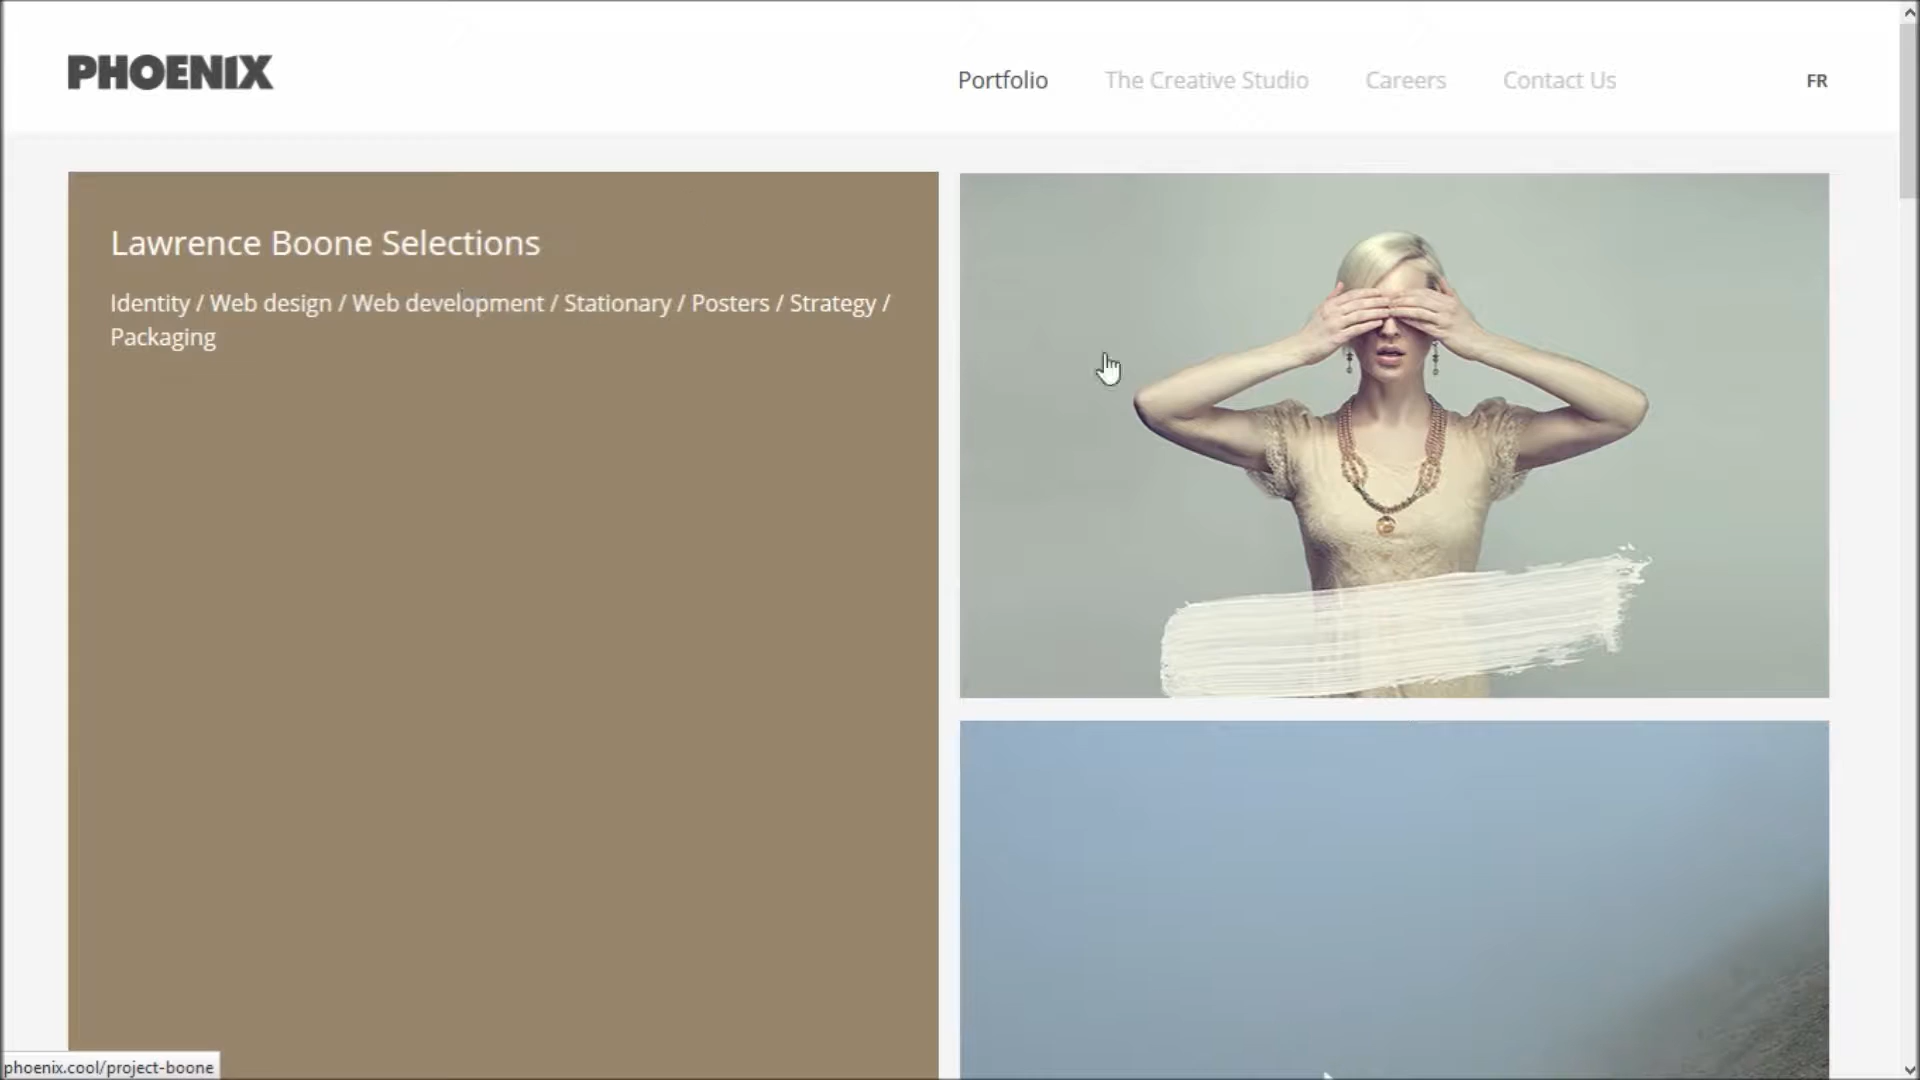 PHOENIX
Portfolio
The Creative Studio
Careers
Contact Us
FR
Lawrence Boone Selections
Identity / Web design / Web development / Stationary / Posters / Strategy /
Packaging
phoenix.cool/project-boone